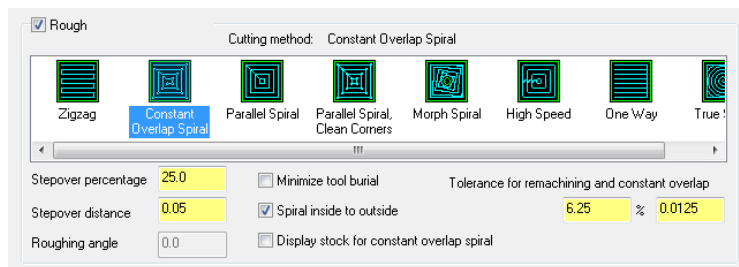 Rough
Cutting method: Constant Overlap Spiral
Zigzag
Constant Overlap Spiral
Parallel Spiral
Parallel Spiral, Clean Corners
Morph Spiral
High Speed
One Way
True
Stepover percentage 25.0
Minimize tool burial
Tolerance for remachining and constant overlap
Stepover distance 0.05
Spiral inside to outside
6.25 % 0.0125
Roughing angle 0.0
Display stock for constant overlap spiral